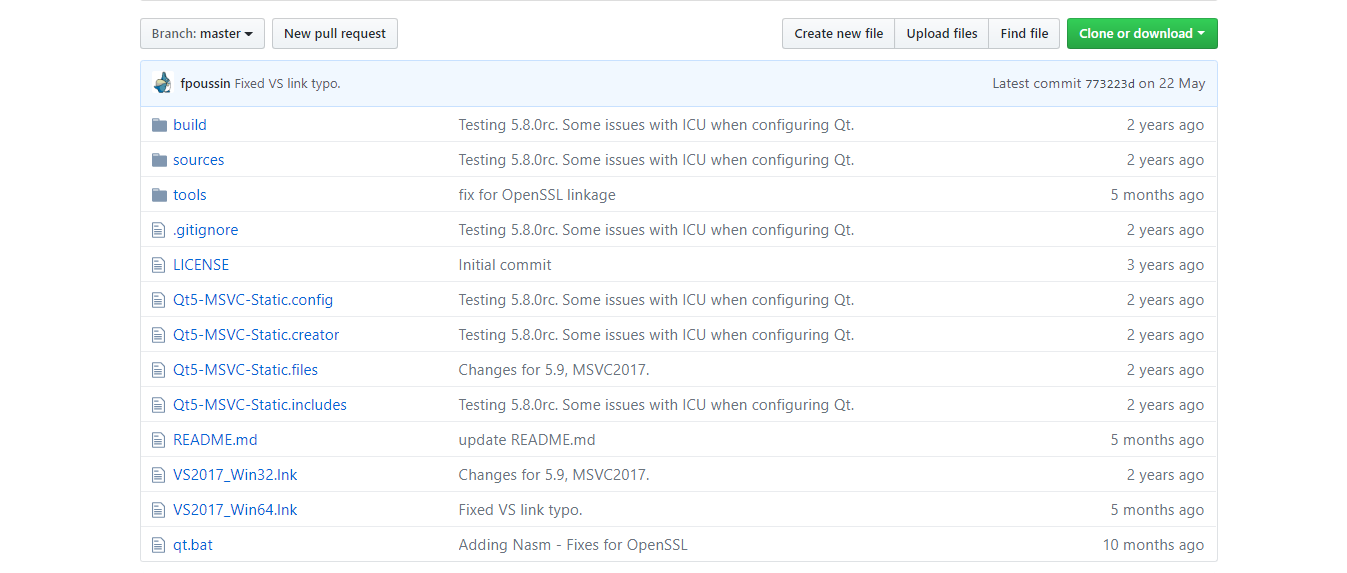 Branch: master New pull request Create new file Upload files Find file Clone or download
fpoussin Fixed VS link typo. Latest commit 773223d on 22 May
build Testing 5.8.0rc. Some issues with ICU when configuring Qt. 2 years ago
sources Testing 5.8.0rc. Some issues with ICU when configuring Qt. 2 years ago
tools fix for OpenSSL linkage 5 months ago
.gitignore Testing 5.8.0rc. Some issues with ICU when configuring Qt. 2 years ago
LICENSE Initial commit 3 years ago
Qt5-MSVC-Static.config Testing 5.8.0rc. Some issues with ICU when configuring Qt. 2 years ago
Qt5-MSVC-Static.creator Testing 5.8.0rc. Some issues with ICU when configuring Qt. 2 years ago
Qt5-MSVC-Static.files Changes for 5.9, MSVC2017. 2 years ago
Qt5-MSVC-Static.includes Testing 5.8.0rc. Some issues with ICU when configuring Qt. 2 years ago
README.md update README.md 5 months ago
VS2017_Win32.lnk Changes for 5.9, MSVC2017. 2 years ago
VS2017_Win64.lnk Fixed VS link typo. 5 months ago
qt.bat Adding Nasm - Fixes for OpenSSL 10 months ago